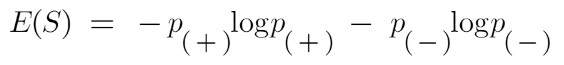 E(S) = − p₍₊₎logp₍₊₎ − p₍₋₎logp₍₋₎